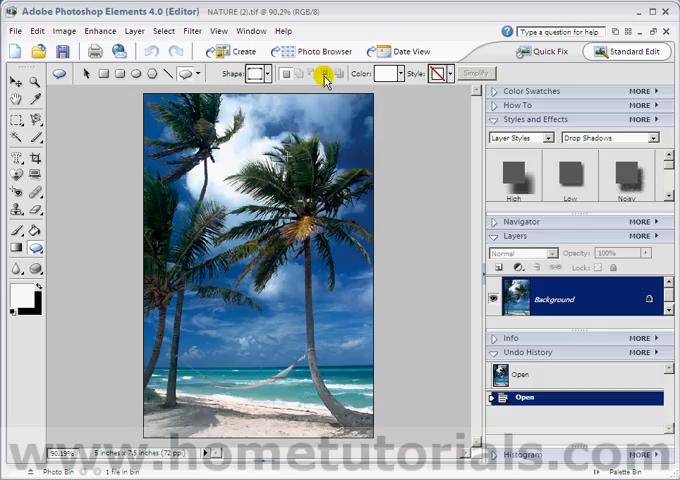 Adobe Photoshop Elements 4.0 (Editor)
NATURE (2).tif @ 90.2% (RGB/8)
File Edit Image Enhance Layer Select Filter View Window Help
Type a question for help
Create Photo Browser Date View Quick Fix Standard Edit
Shape: Color: Style: Simplify
Color Swatches MORE
How To MORE
Styles and Effects MORE
Layer Styles Drop Shadows
High Low Noisy
Navigator MORE
Layers MORE
Normal Opacity: 100%
Lock:
Background
Info MORE
Undo History MORE
Open
Open
www.hometutorials.com
90.19% 5 inches x 7.5 inches (72 ppi)
Histogram MORE
Photo Bin 1 file in bin Palette Bin